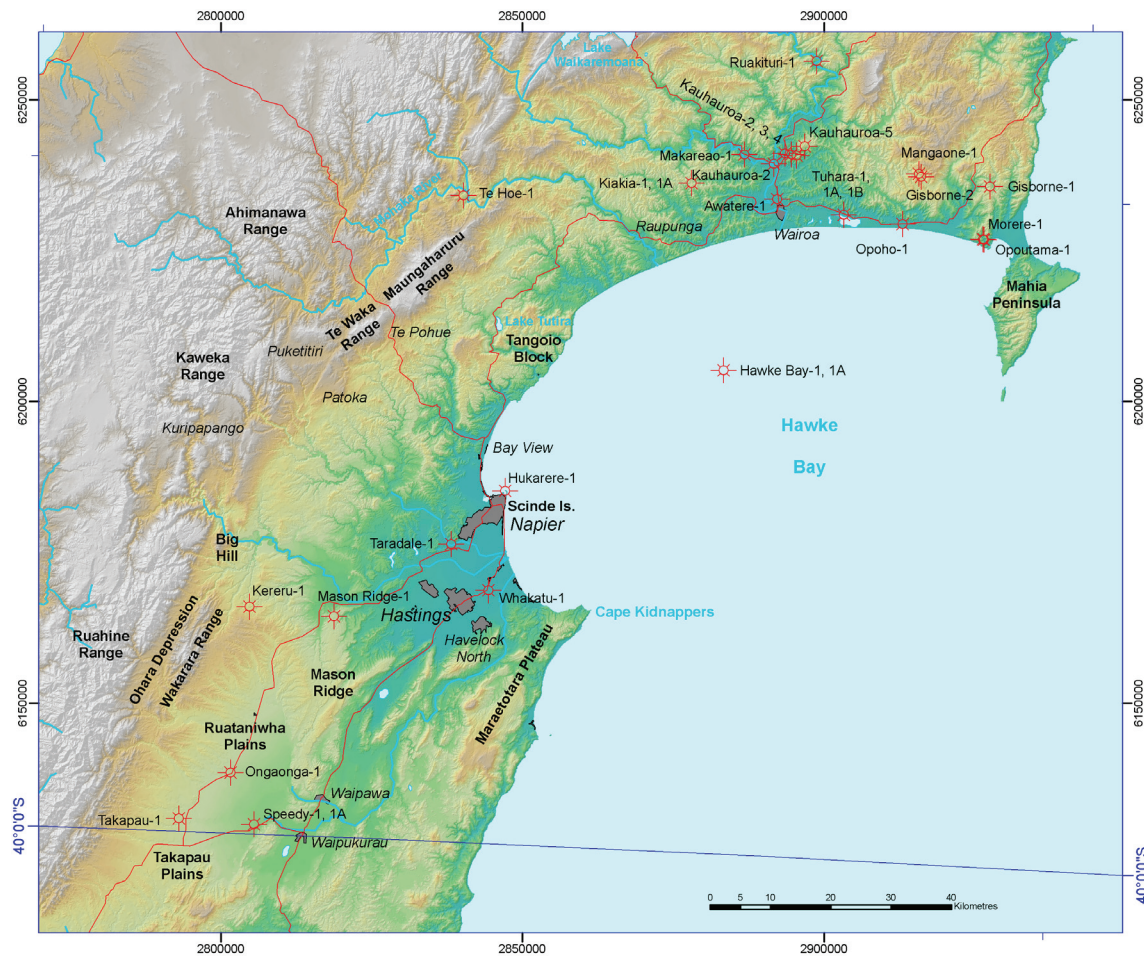 2800000
2850000
2900000
Lake
Waikaremoana
Ruakituri-1
6250000
6250000
Kauhauroa-2, 3, 4
Kauhauroa-5
Makareao-1
Mangaone-1
Kauhauroa-2
Kiakia-1, 1A
Tuhara-1,
1A, 1B
Te Hoe-1
Gisborne-2
Gisborne-1
Mohaka River
Awatere-1
Ahimanawa
Range
Raupunga
Wairoa
Morere-1
Opoho-1
Opoutama-1
Maungaharuru
Range
Mahia
Peninsula
Te Waka
Range
Te Pohue
Lake Tutira
Tangoio
Block
Puketitiri
Kaweka
Range
Hawke Bay-1, 1A
Patoka
6200000
6200000
Hawke
Bay
Kuripapango
Bay View
Hukarere-1
Scinde Is.
Napier
Big
Hill
Taradale-1
Kereru-1
Mason Ridge-1
Whakatu-1
Hastings
Cape Kidnappers
Ruahine
Range
Ohara Depression
Wakarara Range
Havelock
North
Maraetotara Plateau
Mason
Ridge
6150000
6150000
Ruataniwha
Plains
Ongaonga-1
Waipawa
Takapau-1
Speedy-1, 1A
40°0'0"S
Waipukurau
Takapau
Plains
40°0'0"S
0 5 10 20 30 40
Kilometres
2800000
2850000
2900000